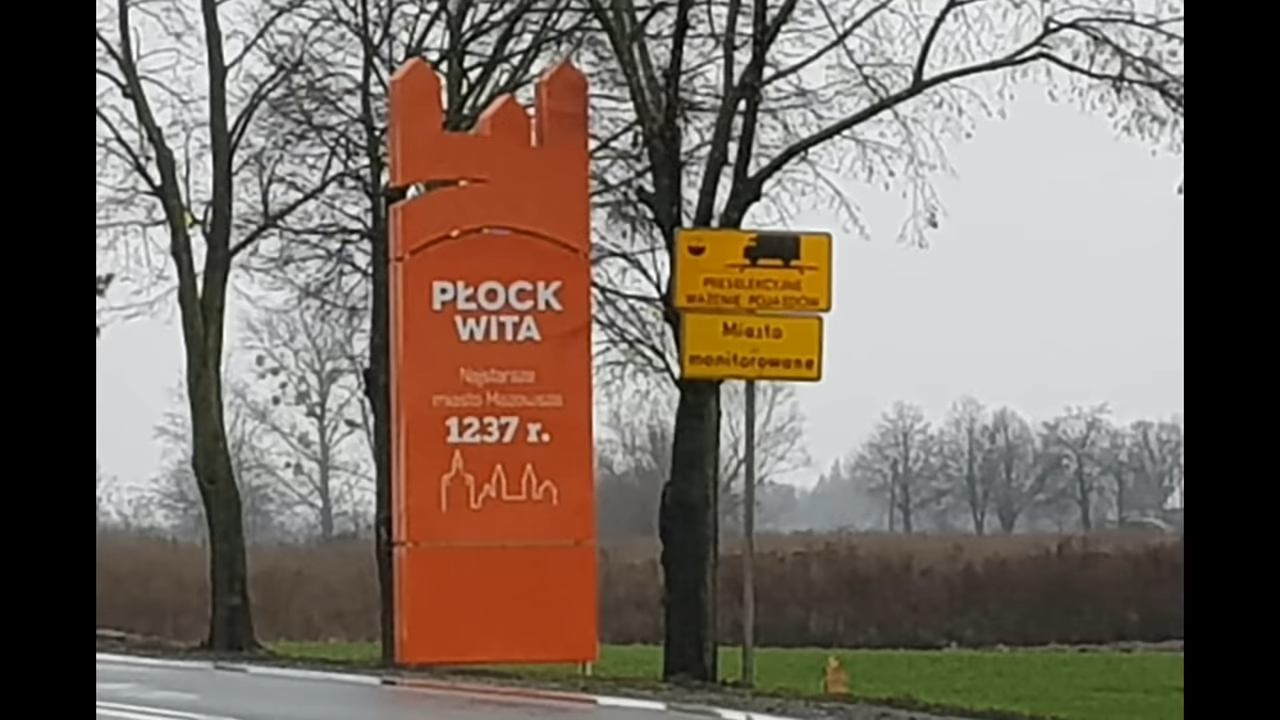 PŁOCK
WITA
Najstarsze
miasto Mazowsza
1237 r.
PRESELEKCYJNE
WAŻENIE POJAZDÓW
Miasto
monitorowane